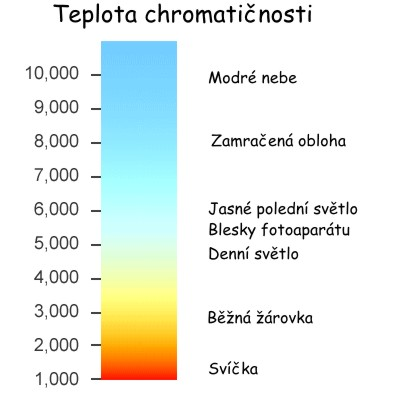 Teplota chromatičnosti
10,000 Modré nebe
9,000
8,000 Zamračená obloha
7,000
6,000 Jasné polední světlo
Blesky fotoaparátu
5,000 Denní světlo
4,000
3,000 Běžná žárovka
2,000
1,000 Svíčka